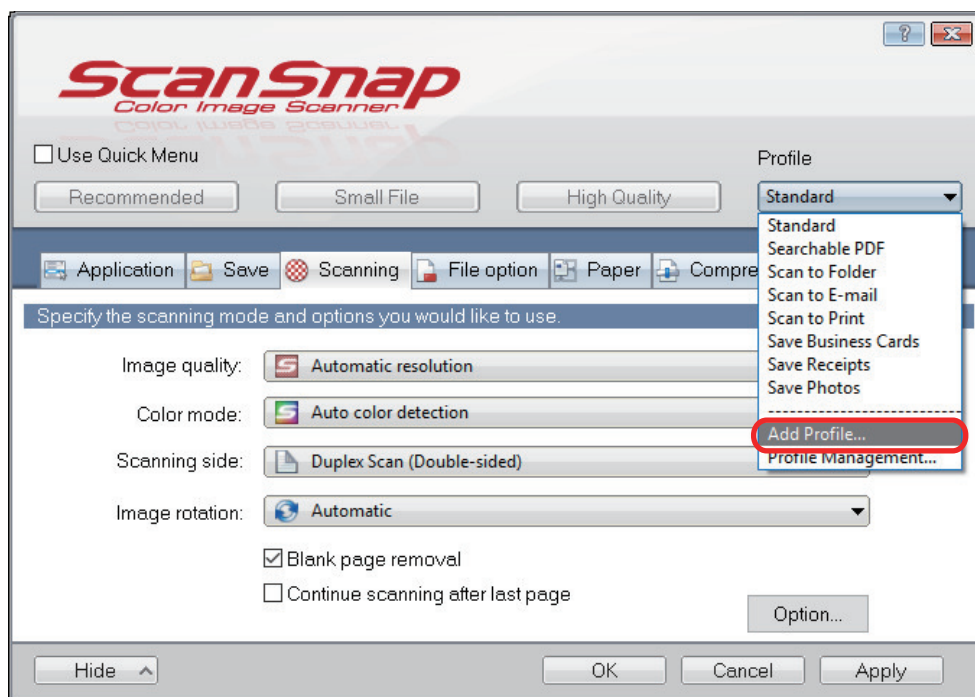 ScanSnap
Color Image Scanner
Use Quick Menu
Profile
Recommended
Small File
High Quality
Standard
Standard
Searchable PDF
Scan to Folder
Scan to E-mail
Scan to Print
Save Business Cards
Save Receipts
Save Photos
Add Profile...
Profile Management...
Application
Save
Scanning
File option
Paper
Compre
Specify the scanning mode and options you would like to use.
Image quality:
Automatic resolution
Color mode:
Auto color detection
Scanning side:
Duplex Scan (Double-sided)
Image rotation:
Automatic
Blank page removal
Continue scanning after last page
Option...
Hide
OK
Cancel
Apply